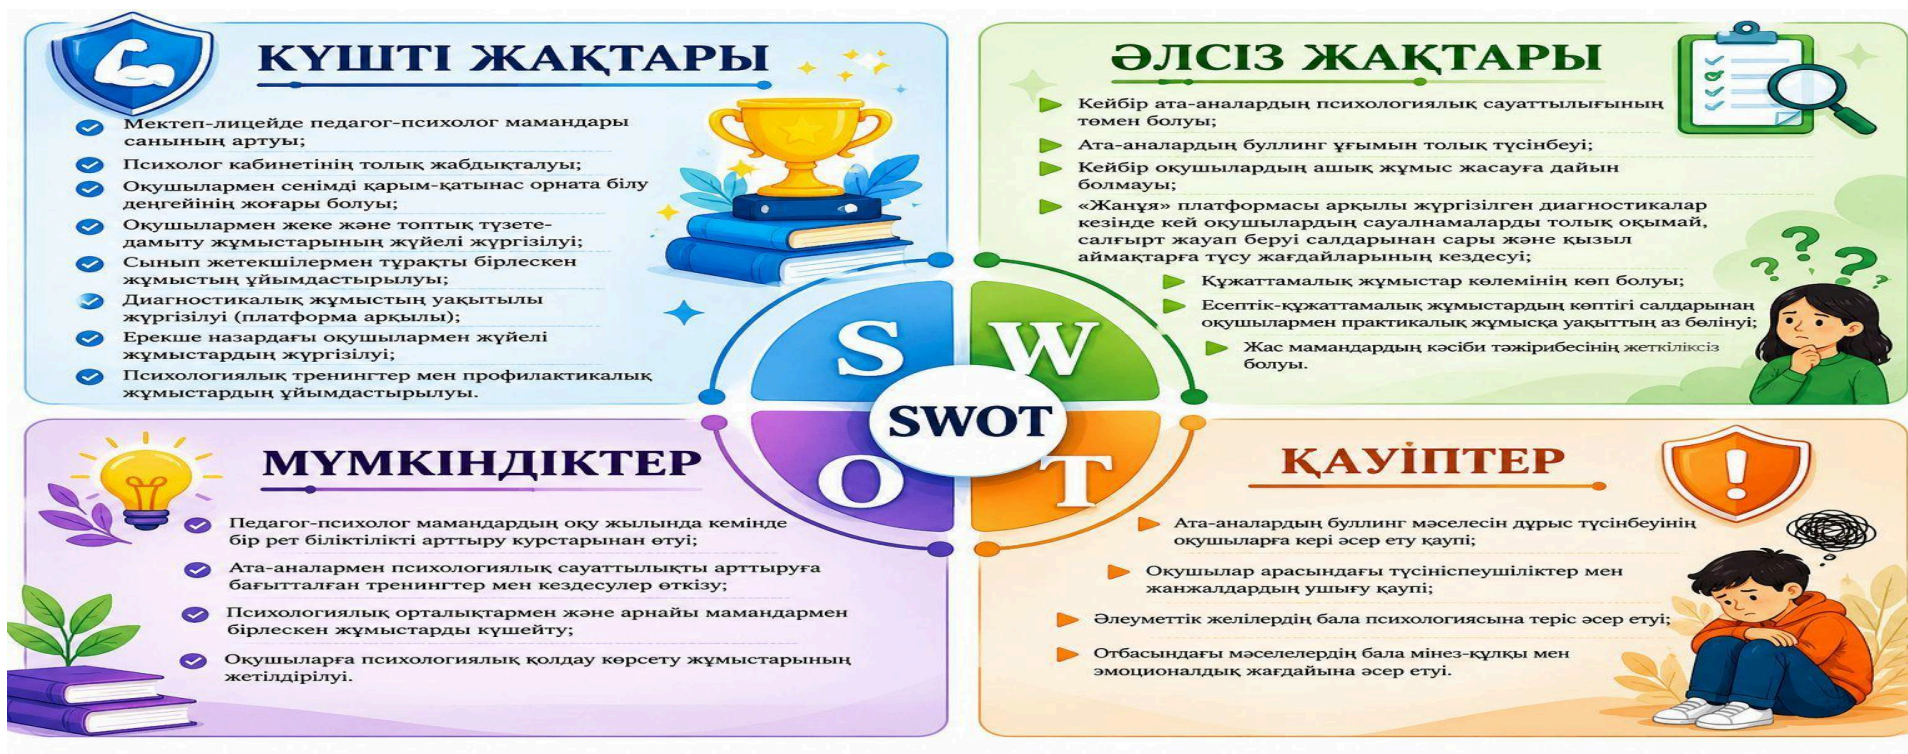 КҮШТІ ЖАҚТАРЫ
Мектеп-лицейде педагог-психолог мамандары
санының артуы;
Психолог кабинетінің толық жабдықталуы;
Оқушылармен сенімді қарым-қатынас орната білу
деңгейінің жоғары болуы;
Оқушылармен жеке және топтық түзете-
дамыту жұмыстарының жүйелі жүргізілуі;
Сынып жетекшілермен тұрақты бірлескен
жұмыстың ұйымдастырылуы;
Диагностикалық жұмыстың уақытылы
жүргізілуі (платформа арқылы);
Ерекше назардағы оқушылармен жүйелі
жұмыстардың жүргізілуі;
Психологиялық тренингтер мен профилактикалық
жұмыстардың ұйымдастырылуы.
ӘЛСІЗ ЖАҚТАРЫ
Кейбір ата-аналардың психологиялық сауаттылығының
төмен болуы;
Ата-аналардың буллинг ұғымын толық түсінбеуі;
Кейбір оқушылардың ашық жұмыс жасауға дайын
болмауы;
«Жанұя» платформасы арқылы жүргізілген диагностикалар
кезінде кей оқушылардың сауалнамаларды толық оқымай,
салғырт жауап беруі салдарынан сары және қызыл
аймақтарға түсу жағдайларының кездесуі;
Құжаттамалық жұмыстар көлемінің көп болуы;
Есептік-құжаттамалық жұмыстардың көптігі салдарынан
оқушылармен практикалық жұмысқа уақыттың аз бөлінуі;
Жас мамандардың кәсіби тәжірибесінің жеткіліксіз
болуы.
S W
SWOT
O T
МҮМКІНДІКТЕР
Педагог-психолог мамандардың оқу жылында кемінде
бір рет біліктілікті арттыру курстарынан өтуі;
Ата-аналармен психологиялық сауаттылықты арттыруға
бағытталған тренингтер мен кездесулер өткізу;
Психологиялық орталықтармен және арнайы мамандармен
бірлескен жұмыстарды күшейту;
Оқушыларға психологиялық қолдау көрсету жұмыстарының
жетілдірілуі.
ҚАУІПТЕР
Ата-аналардың буллинг мәселесін дұрыс түсінбеуінің
оқушыларға кері әсер ету қаупі;
Оқушылар арасындағы түсініспеушіліктер мен
жанжалдардың ушығу қаупі;
Әлеуметтік желілердің бала психологиясына теріс әсер етуі;
Отбасындағы мәселелердің бала мінез-құлқы мен
эмоционалдық жағдайына әсер етуі.